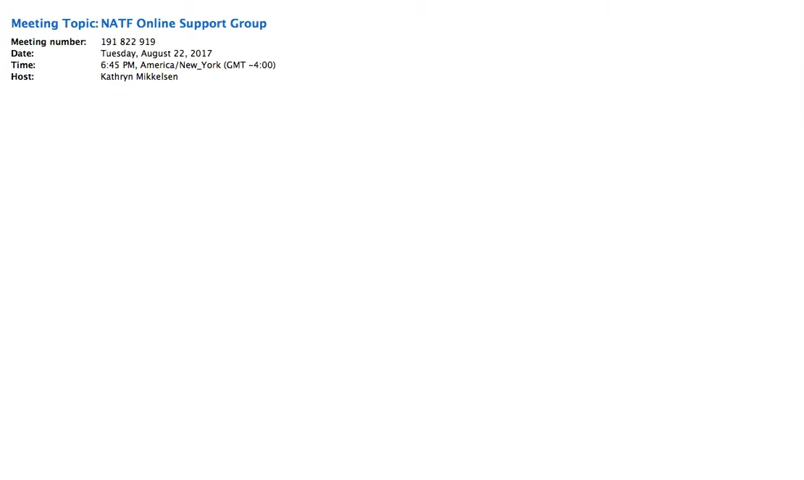 Meeting Topic: NATF Online Support Group
Meeting number: 191 822 919
Date: Tuesday, August 22, 2017
Time: 6:45 PM, America/New_York (GMT -4:00)
Host: Kathryn Mikkelsen